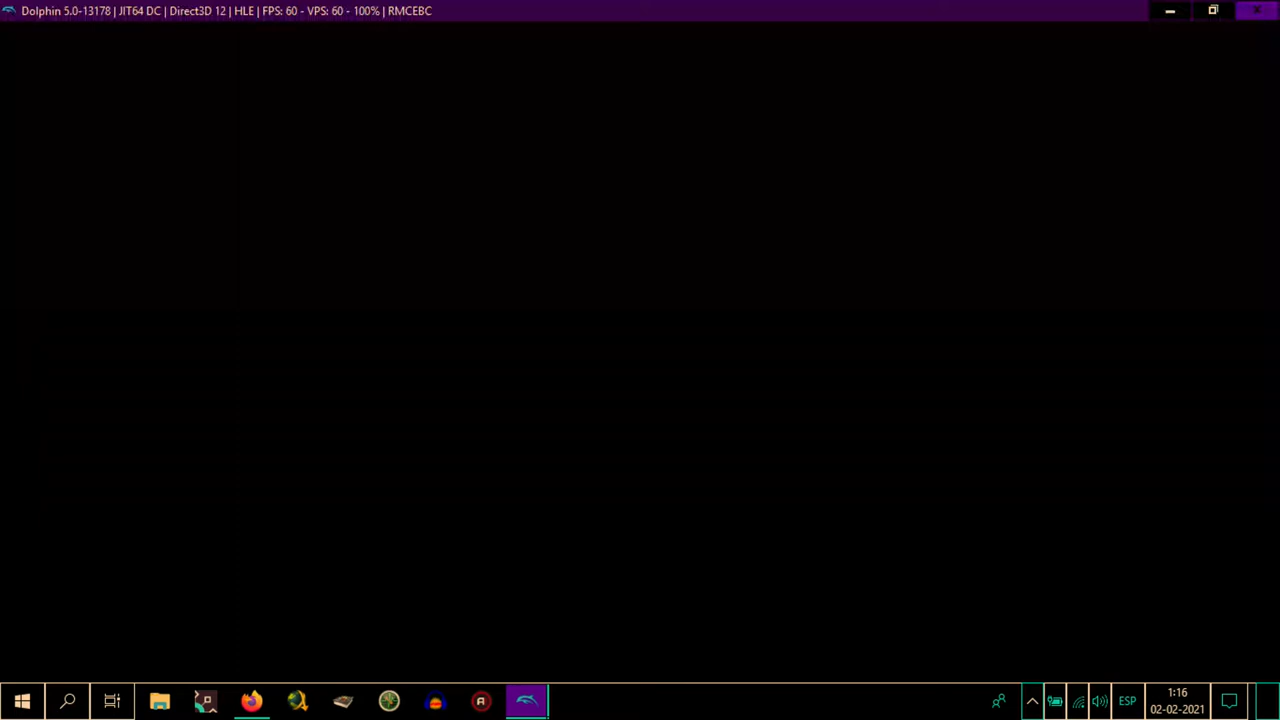 Dolphin 5.0-13178 | JIT64 DC | Direct3D 12 | HLE | FPS: 60 - VPS: 60 - 100% | RMCEBC
ESP
1:16
02-02-2021